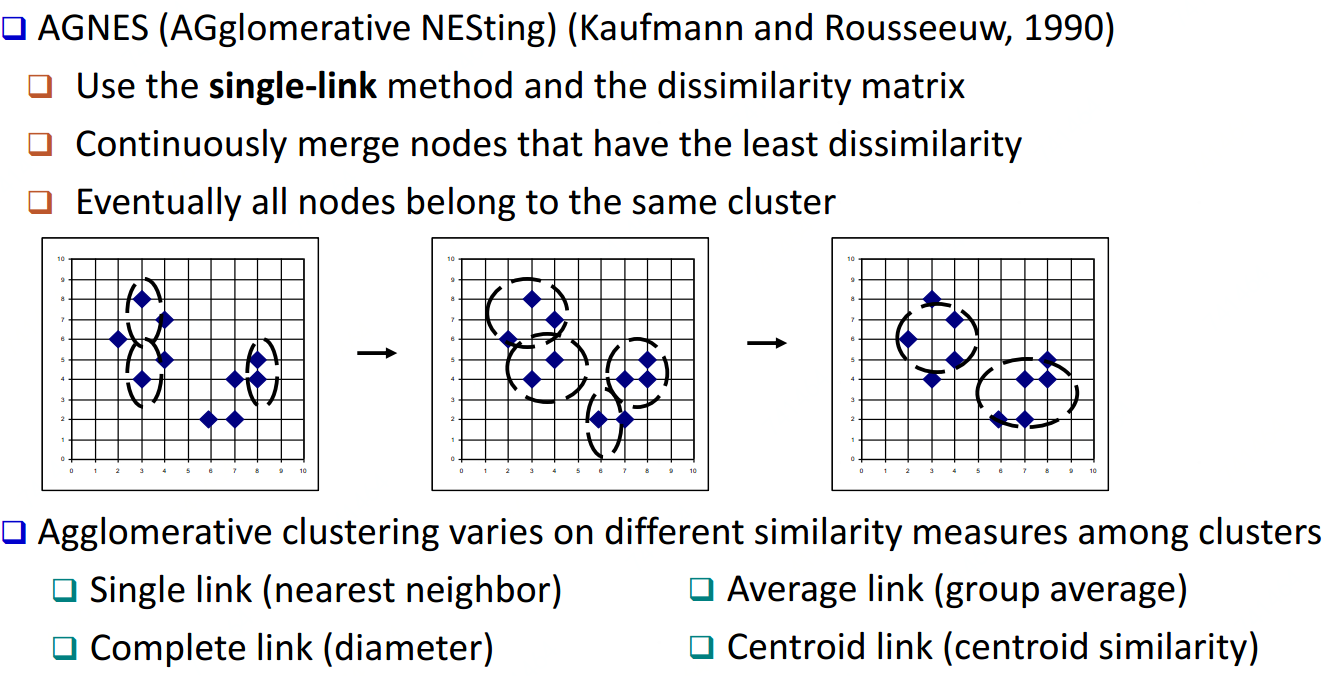 AGNES (AGglomerative NESting) (Kaufmann and Rousseeuw, 1990)
Use the single-link method and the dissimilarity matrix
Continuously merge nodes that have the least dissimilarity
Eventually all nodes belong to the same cluster
10
9
8
7
6
5
4
3
2
1
0
0 1 2 3 4 5 6 7 8 9 10
10
9
8
7
6
5
4
3
2
1
0
0 1 2 3 4 5 6 7 8 9 10
10
9
8
7
6
5
4
3
2
1
0
0 1 2 3 4 5 6 7 8 9 10
Agglomerative clustering varies on different similarity measures among clusters
Single link (nearest neighbor)
Average link (group average)
Complete link (diameter)
Centroid link (centroid similarity)